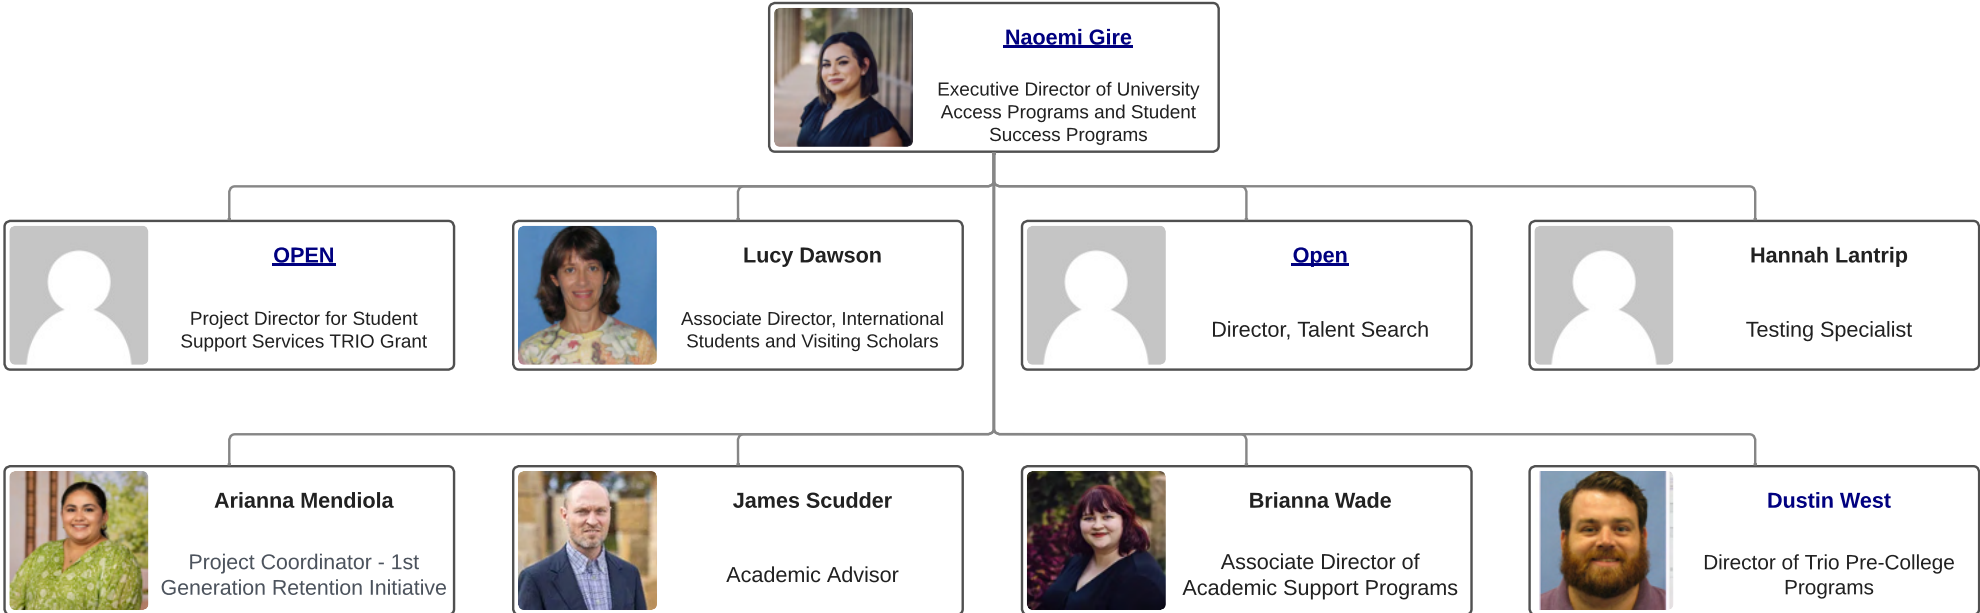 Naoemi Gire
Executive Director of University
Access Programs and Student
Success Programs
OPEN
Project Director for Student
Support Services TRIO Grant
Lucy Dawson
Associate Director, International
Students and Visiting Scholars
Open
Director, Talent Search
Hannah Lantrip
Testing Specialist
Arianna Mendiola
Project Coordinator - 1st
Generation Retention Initiative
James Scudder
Academic Advisor
Brianna Wade
Associate Director of
Academic Support Programs
Dustin West
Director of Trio Pre-College
Programs